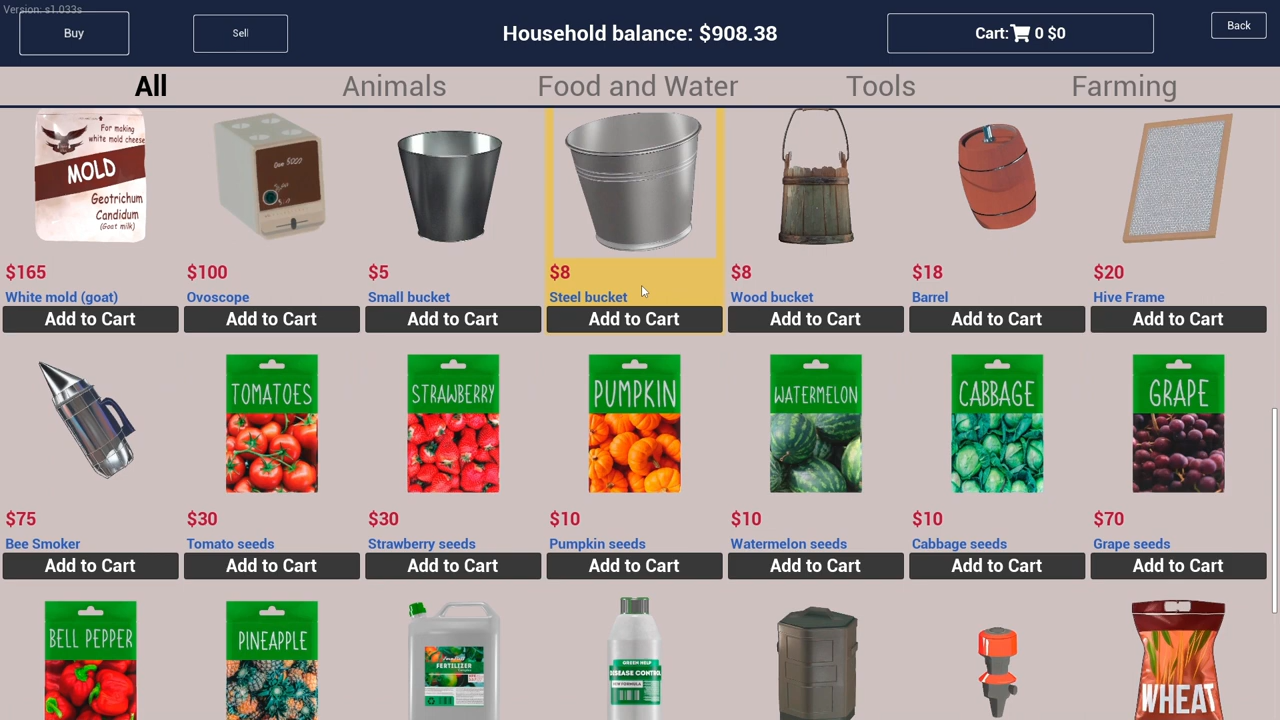 Version: s1.033s
Buy
Sell
Household balance: $908.38
Cart: 0 $0
Back
All
Animals
Food and Water
Tools
Farming
For making
white mold cheese
MOLD
Geotrichum
Candidum
(Goat milk)
$165
White mold (goat)
Add to Cart
$100
Ovoscope
Add to Cart
$5
Small bucket
Add to Cart
$8
Steel bucket
Add to Cart
$8
Wood bucket
Add to Cart
$18
Barrel
Add to Cart
$20
Hive Frame
Add to Cart
$75
Bee Smoker
Add to Cart
TOMATOES
$30
Tomato seeds
Add to Cart
STRAWBERRY
$30
Strawberry seeds
Add to Cart
PUMPKIN
$10
Pumpkin seeds
Add to Cart
WATERMELON
$10
Watermelon seeds
Add to Cart
CABBAGE
$10
Cabbage seeds
Add to Cart
GRAPE
$70
Grape seeds
Add to Cart
BELL PEPPER
PINEAPPLE
FERTILIZER
GREEN HELP
DISEASE CONTROL
WHEAT